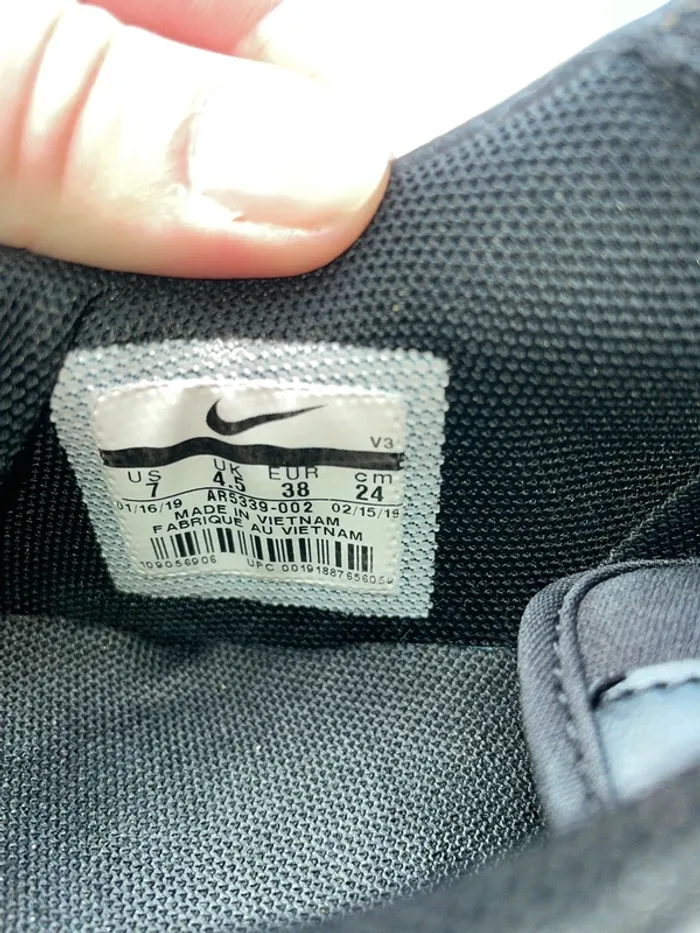 V3
US UK EUR cm
7 4.5 38 24
01/16/19 AR5339-002 02/15/19
MADE IN VIETNAM
FABRIQUE AU VIETNAM
109056906 UPC